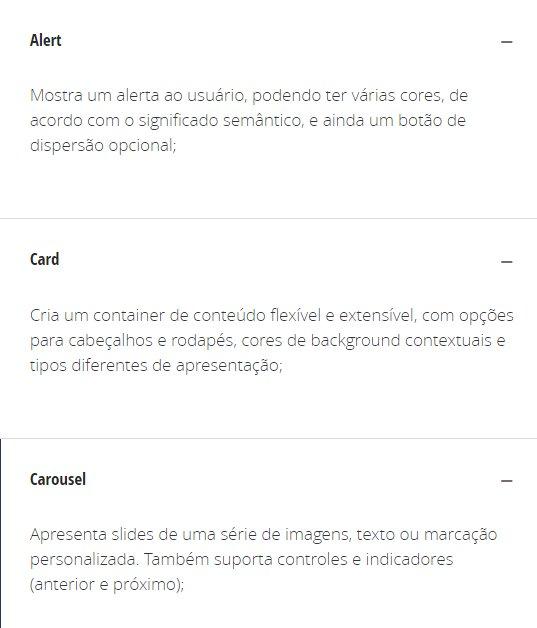 Alert
Mostra um alerta ao usuário, podendo ter várias cores, de
acordo com o significado semântico, e ainda um botão de
dispersão opcional;
Card
Cria um container de conteúdo flexível e extensível, com opções
para cabeçalhos e rodapés, cores de background contextuais e
tipos diferentes de apresentação;
Carousel
Apresenta slides de uma série de imagens, texto ou marcação
personalizada. Também suporta controles e indicadores
(anterior e próximo);